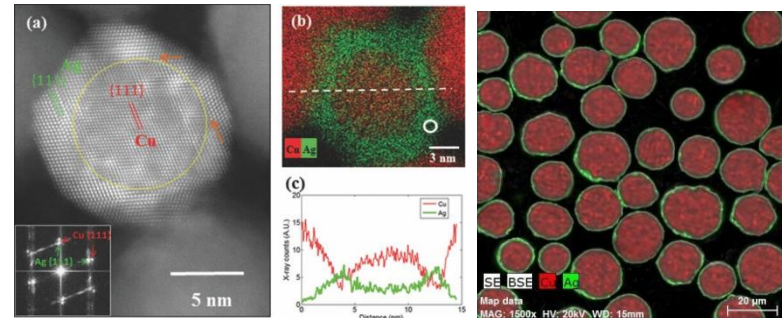 (a)
Ag
{111}
{111}
Cu
Cu {111}
Ag {111}
5 nm
(b)
Cu Ag
3 nm
(c)
X-ray counts (A.U.)
15
10
5
0
0
5
10
15
Cu
Ag
Distance (nm)
SE BSE Cu Ag
Map data
MAG: 1500x HV: 20kV WD: 15mm
20 µm